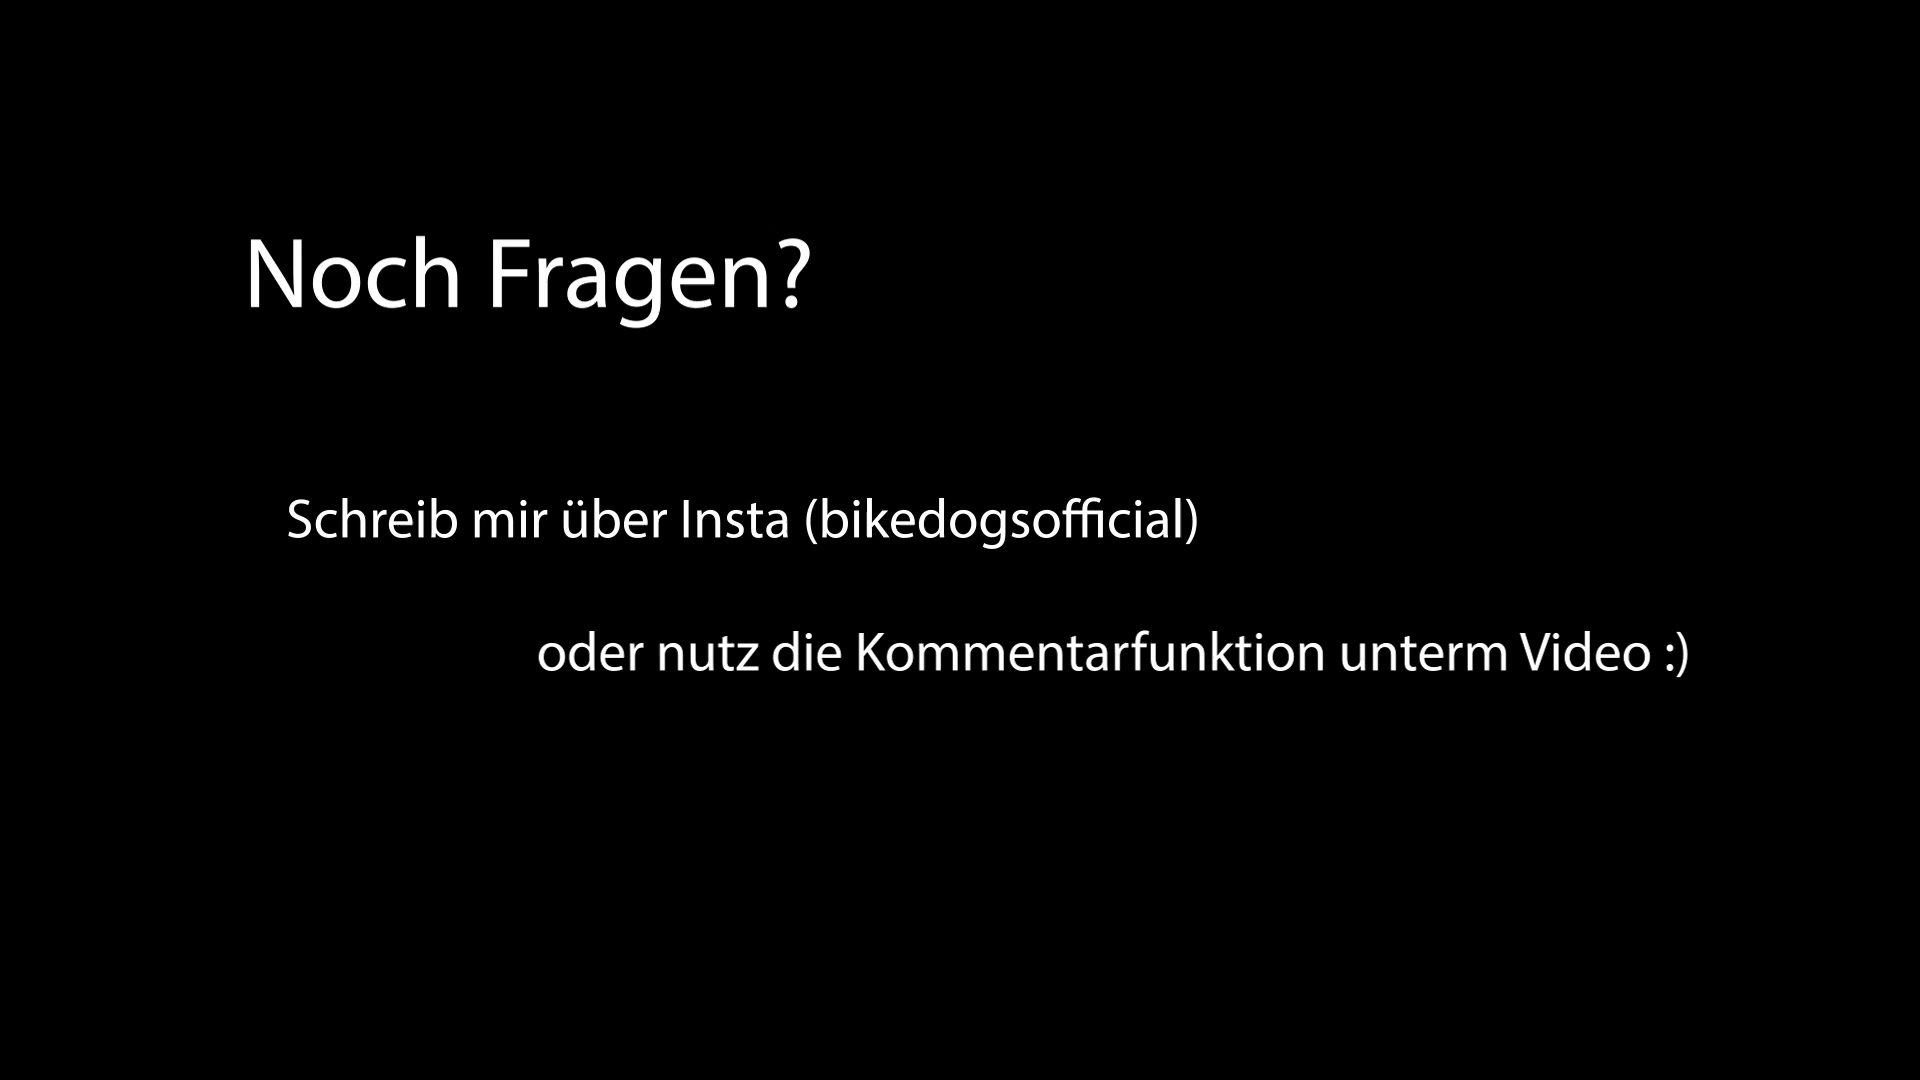 Noch Fragen?
Schreib mir über Insta (bikedogsofficial)
oder nutz die Kommentarfunktion unterm Video :)